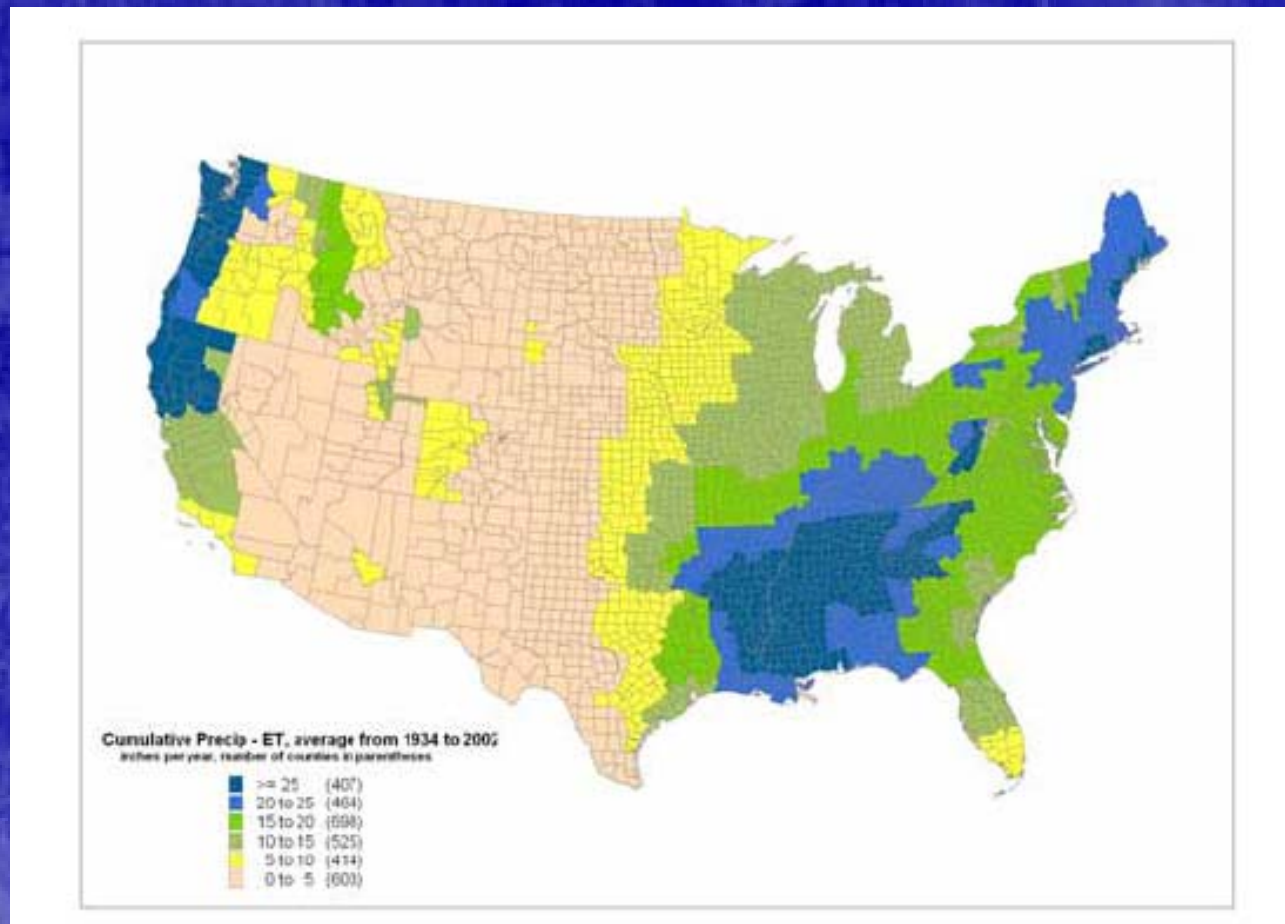 Cumulative Precip - ET, average from 1934 to 2002
inches per year, number of counties in parentheses
>= 25 (407)
20 to 25 (464)
15 to 20 (698)
10 to 15 (525)
5 to 10 (414)
0 to 5 (603)